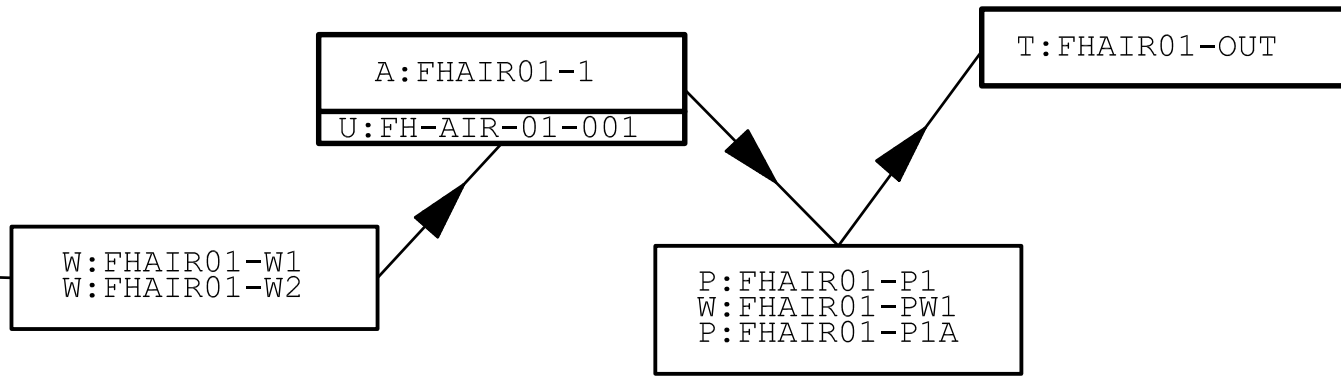 T:FHAIR01-OUT
A:FHAIR01-1
U:FH-AIR-01-001
W:FHAIR01-W1
W:FHAIR01-W2
P:FHAIR01-P1
W:FHAIR01-PW1
P:FHAIR01-P1A